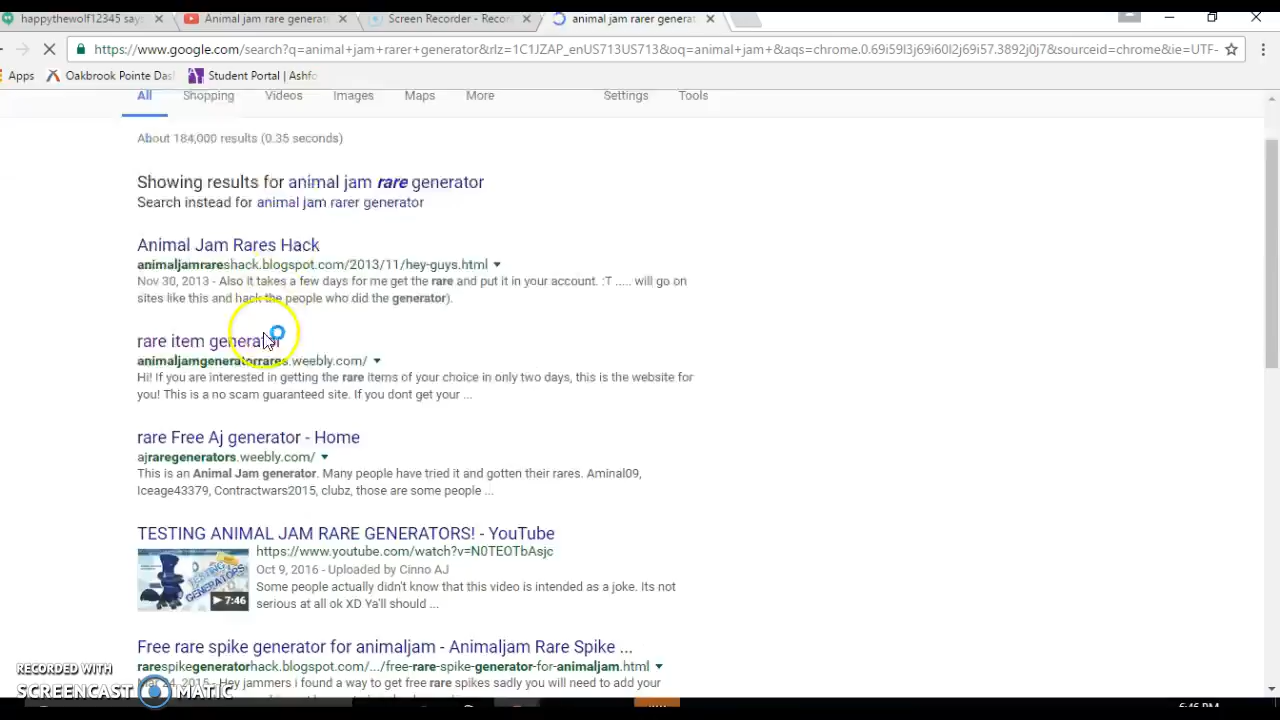 happythewolf12345 says
Animal jam rare generat
Screen Recorder - Recor
animal jam rarer generat
https://www.google.com/search?q=animal+jam+rarer+generator&rlz=1C1JZAP_enUS713US713&oq=animal+jam+&aqs=chrome.0.69i59l3j69i60l2j69i57.3892j0j7&sourceid=chrome&ie=UTF-
Apps Oakbrook Pointe Das Student Portal | Ashfo
All Shopping Videos Images Maps More Settings Tools
About 184,000 results (0.35 seconds)
Showing results for animal jam rare generator
Search instead for animal jam rarer generator
Animal Jam Rares Hack
animaljamrareshack.blogspot.com/2013/11/hey-guys.html
Nov 30, 2013 - Also it takes a few days for me get the rare and put it in your account. :T ..... will go on
sites like this and hack the people who did the generator).
rare item generator
animaljamgeneratorrares.weebly.com/
Hi! If you are interested in getting the rare items of your choice in only two days, this is the website for
you! This is a no scam guaranteed site. If you dont get your ...
rare Free Aj generator - Home
ajraregenerators.weebly.com/
This is an Animal Jam generator. Many people have tried it and gotten their rares. Aminal09,
Iceage43379, Contractwars2015, clubz, those are some people ...
TESTING ANIMAL JAM RARE GENERATORS! - YouTube
https://www.youtube.com/watch?v=N0TEOTbAsjc
Oct 9, 2016 - Uploaded by Cinno AJ
Some people actually didn't know that this video is intended as a joke. Its not
serious at all ok XD Ya'll should ...
TESTING
GENERATORS
7:46
Free rare spike generator for animaljam - Animaljam Rare Spike ...
rarespikegeneratorhack.blogspot.com/.../free-rare-spike-generator-for-animaljam.html
Mar 24, 2015 - Hey jammers i found a way to get free rare spikes sadly you will need to add your
RECORDED WITH
SCREENCAST MATIC
6:46 PM